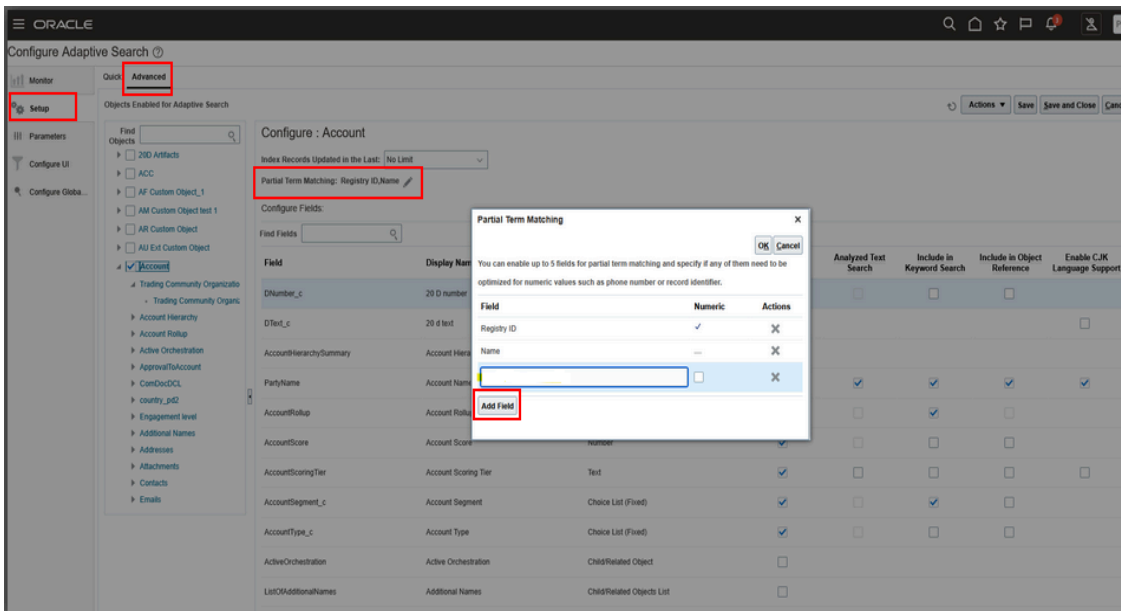 ORACLE
2
Configure Adaptive Search
Monitor
Setup
Parameters
Configure UI
Configure Globa...
Quick
Advanced
Objects Enabled for Adaptive Search
Actions
Save
Save and Close
Find Objects
20D Artifacts
ACC
AF Custom Object_1
AM Custom Object test 1
AR Custom Object
AU Ext Custom Object
Account
Trading Community Organizatio
Trading Community Organiz
Account Hierarchy
Account Rollup
Active Orchestration
ApprovalToAccount
ComDocDCL
country_pd2
Engagement level
Additional Names
Addresses
Attachments
Contacts
Emails
Configure : Account
Index Records Updated in the Last: No Limit
Partial Term Matching: Registry ID,Name
Configure Fields:
Find Fields
Field
Display Nam
Analyzed Text Search
Include in Keyword Search
Include in Object Reference
Enable CJK Language Support
DNumber_c
20 D number
DText_c
20 d text
AccountHierarchySummary
Account Hiera
PartyName
Account Name
AccountRollup
Account Rollu
AccountScore
Account Score
Number
AccountScoringTier
Account Scoring Tier
Text
AccountSegment_c
Account Segment
Choice List (Fixed)
AccountType_c
Account Type
Choice List (Fixed)
ActiveOrchestration
Active Orchestration
Child/Related Object
ListOfAdditionalNames
Additional Names
Child/Related Objects List
Partial Term Matching
OK
Cancel
You can enable up to 5 fields for partial term matching and specify if any of them need to be
optimized for numeric values such as phone number or record identifier.
Field
Numeric
Actions
Registry ID
Name
Add Field